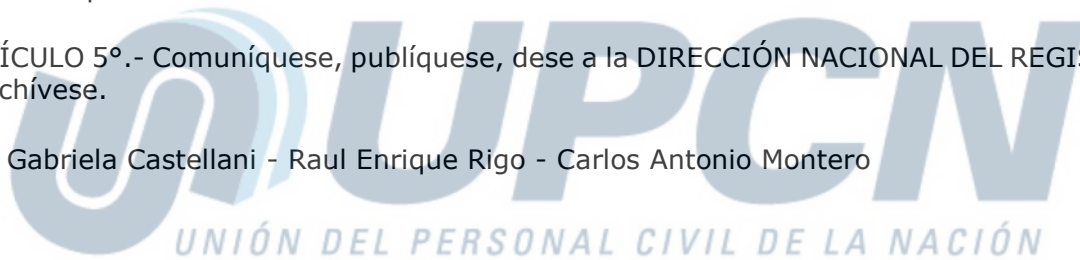 ÍCULO 5°.- Comuníquese, publíquese, dese a la DIRECCIÓN NACIONAL DEL REGIS
chívese.
Gabriela Castellani - Raul Enrique Rigo - Carlos Antonio Montero
UPCN
UNIÓN DEL PERSONAL CIVIL DE LA NACIÓN